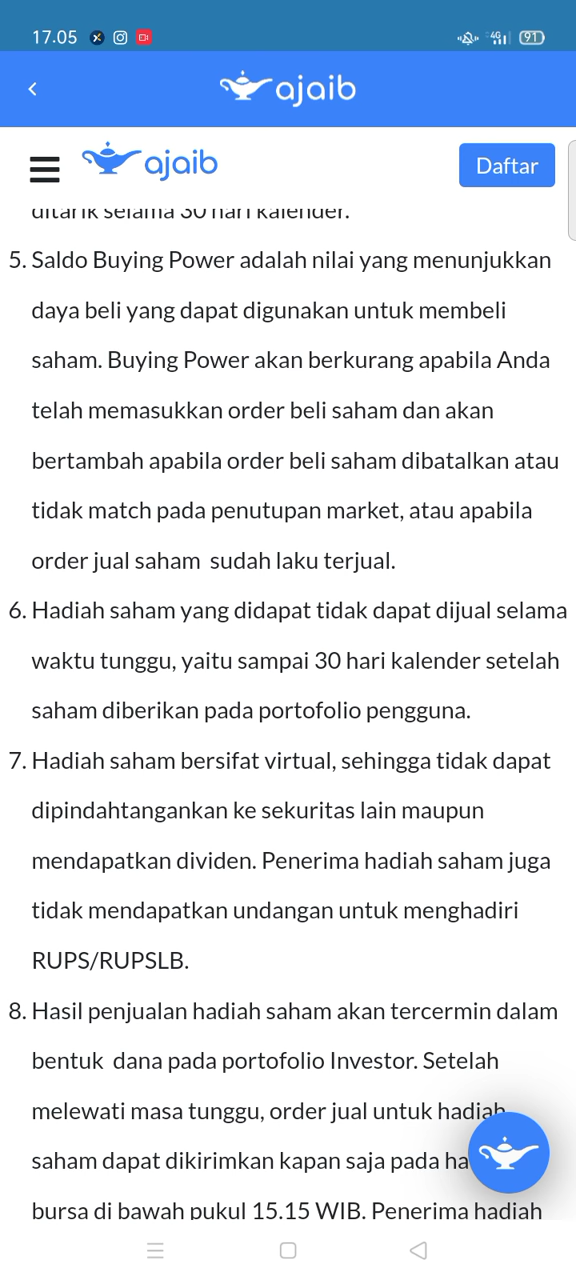 17.05
4G 91
ajaib
ajaib
Daftar
ditarik selama 30 hari kalender.
5. Saldo Buying Power adalah nilai yang menunjukkan
daya beli yang dapat digunakan untuk membeli
saham. Buying Power akan berkurang apabila Anda
telah memasukkan order beli saham dan akan
bertambah apabila order beli saham dibatalkan atau
tidak match pada penutupan market, atau apabila
order jual saham sudah laku terjual.
6. Hadiah saham yang didapat tidak dapat dijual selama
waktu tunggu, yaitu sampai 30 hari kalender setelah
saham diberikan pada portofolio pengguna.
7. Hadiah saham bersifat virtual, sehingga tidak dapat
dipindahtangankan ke sekuritas lain maupun
mendapatkan dividen. Penerima hadiah saham juga
tidak mendapatkan undangan untuk menghadiri
RUPS/RUPSLB.
8. Hasil penjualan hadiah saham akan tercermin dalam
bentuk dana pada portofolio Investor. Setelah
melewati masa tunggu, order jual untuk hadiah
saham dapat dikirimkan kapan saja pada ha
bursa di bawah pukul 15.15 WIB. Penerima hadiah